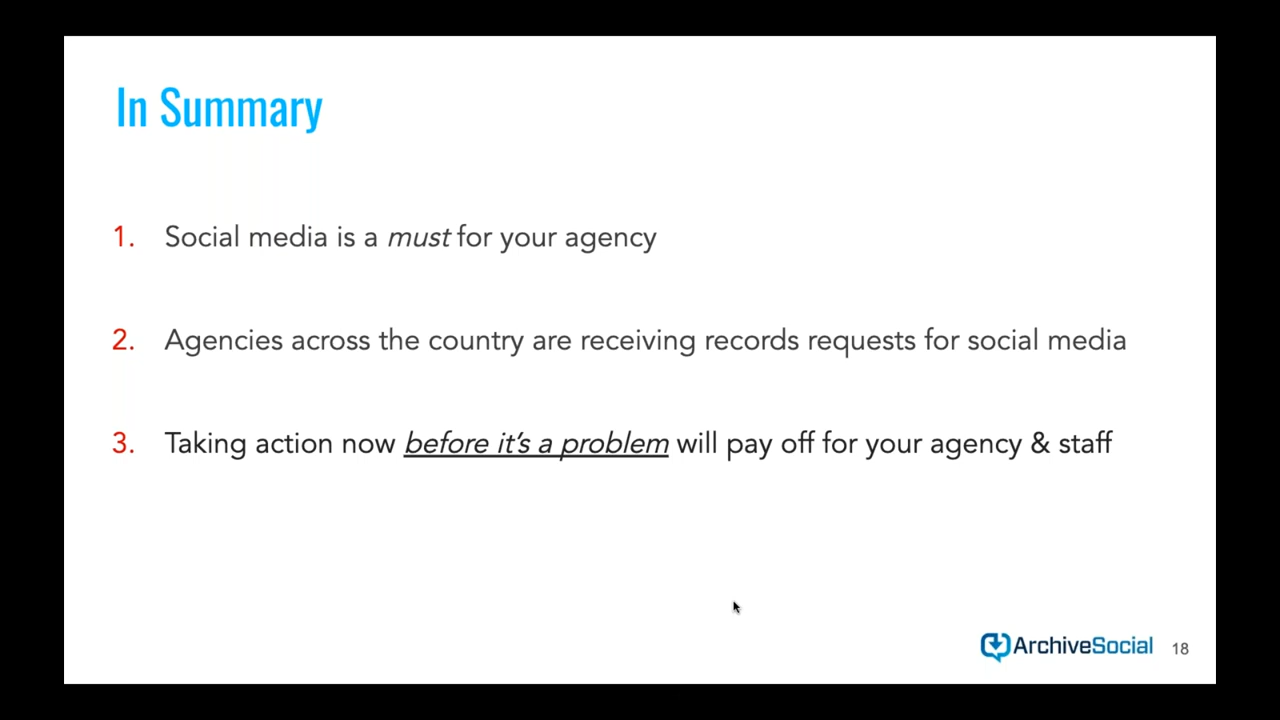 In Summary
1. Social media is a must for your agency
2. Agencies across the country are receiving records requests for social media
3. Taking action now before it's a problem will pay off for your agency & staff
ArchiveSocial 18